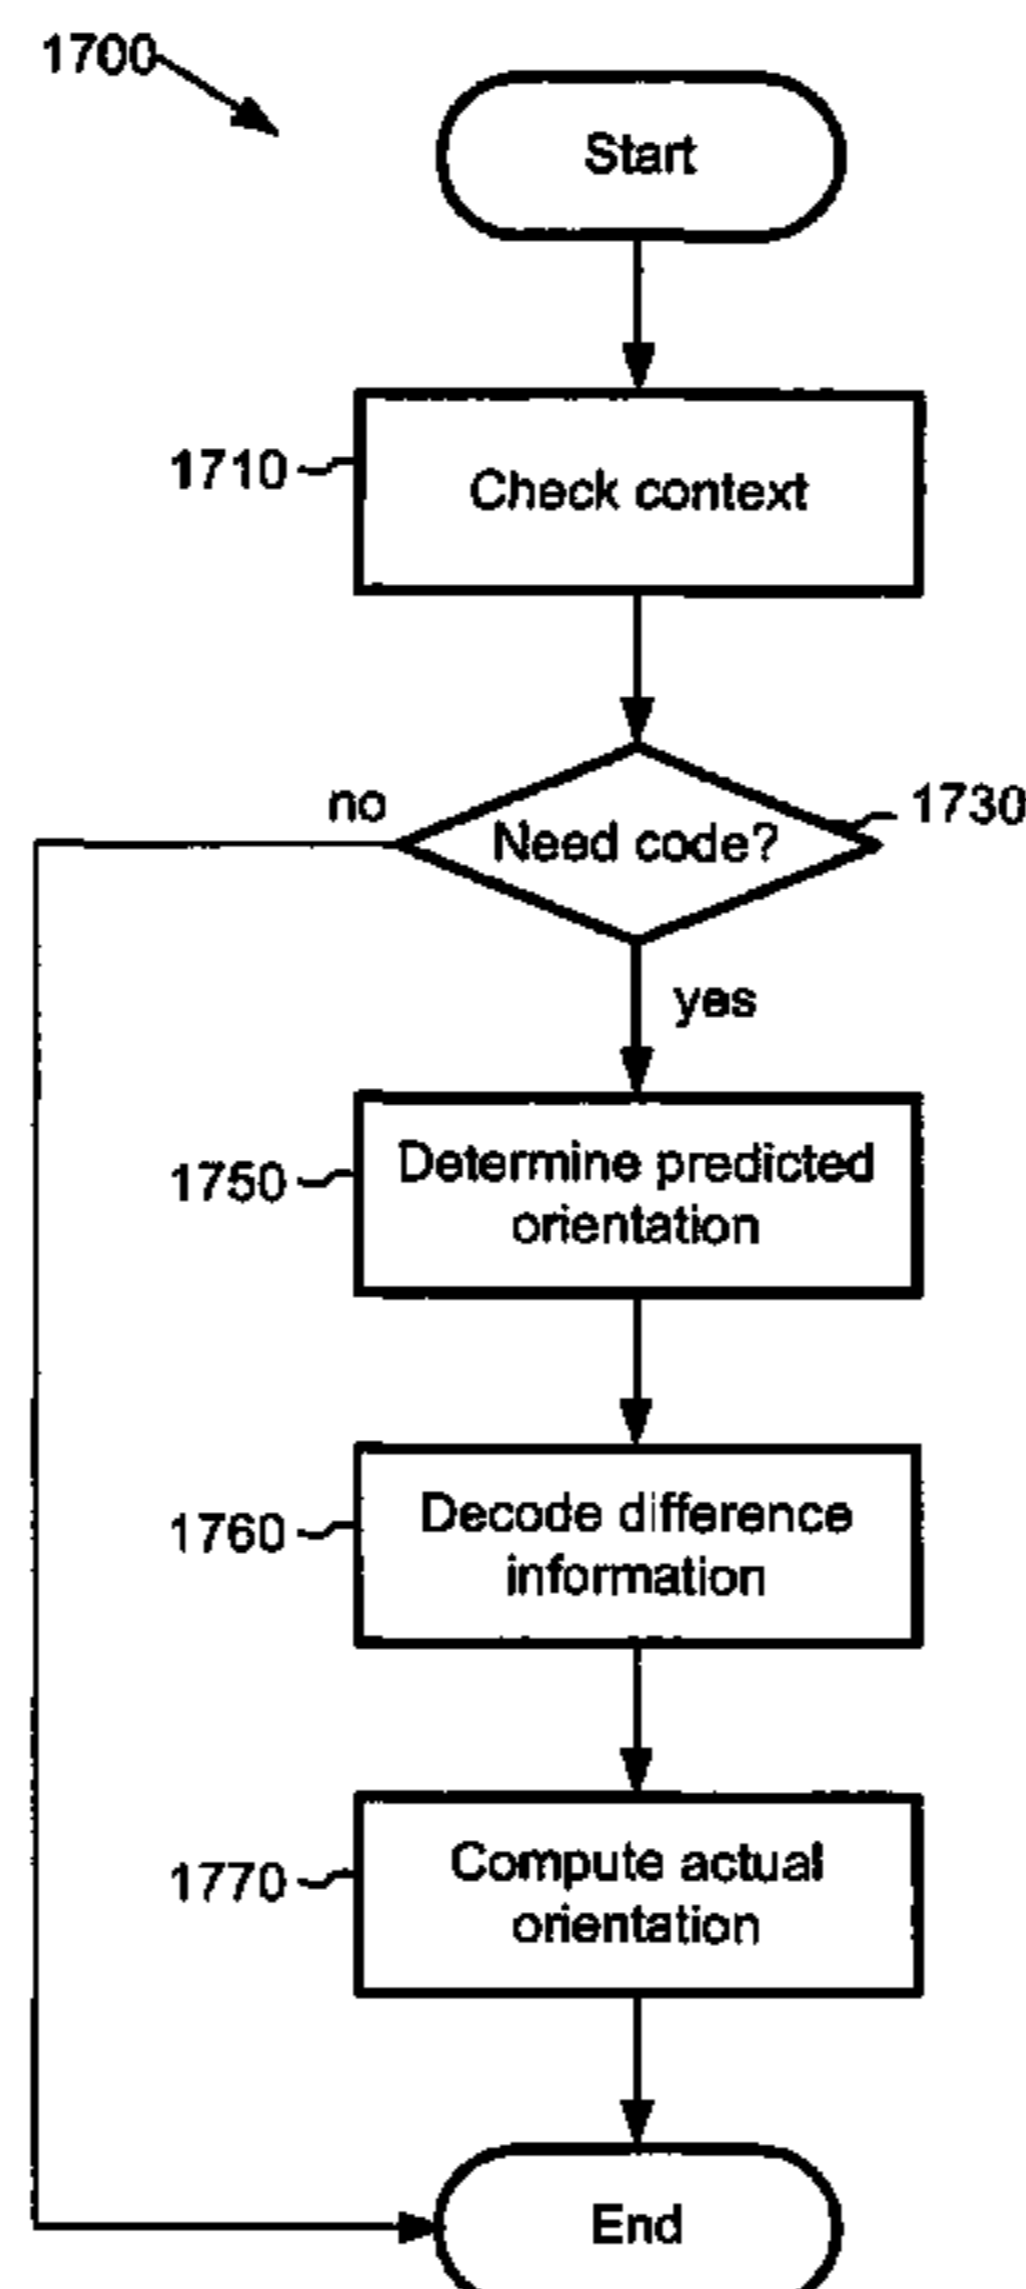 1700
Start
1710
Check context
no
Need code?
1730
yes
1750
Determine predicted
orientation
1760
Decode difference
information
1770
Compute actual
orientation
End